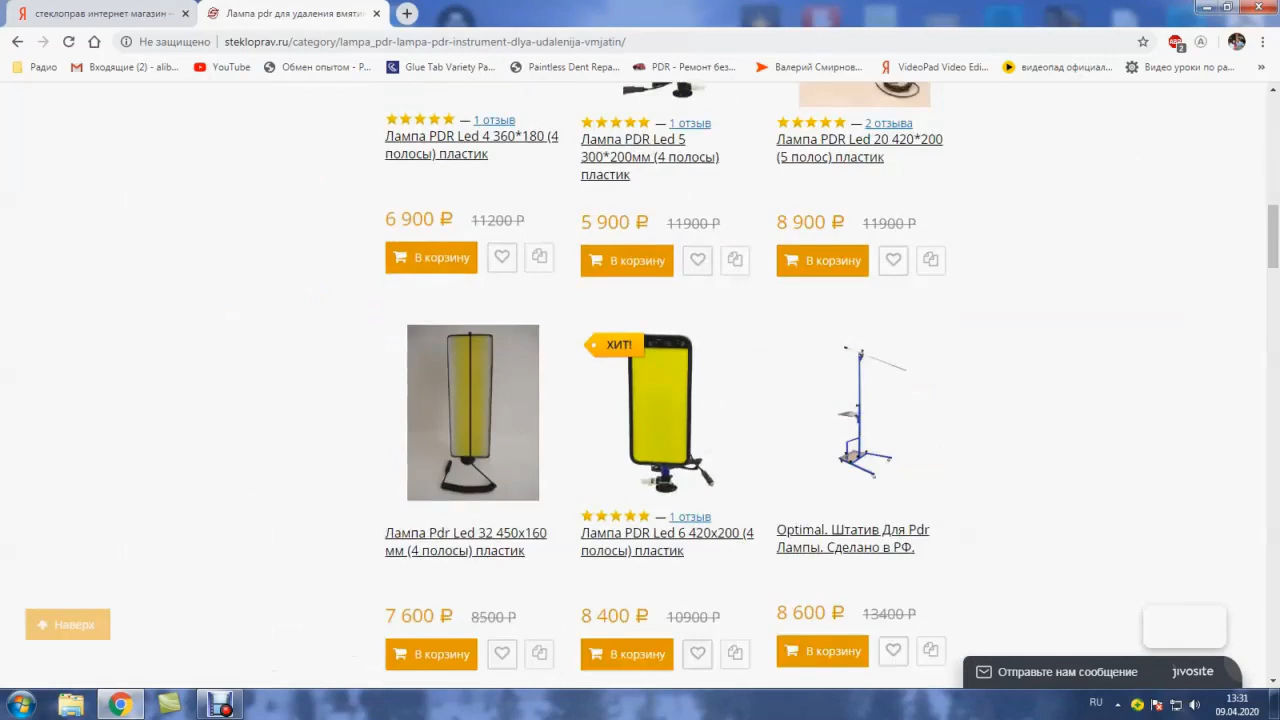 стеклоправ интернет магазин –
Лампа pdr для удаления вмяти
Не защищено
stekloprav.ru/category/lampa_pdr-lampa-pdr-instrument-dlya-udalenija-vmjatin/
ABP
2
Радио
Входящие (2) - alib...
YouTube
Обмен опытом - P...
Glue Tab Variety Pa...
Paintless Dent Repa...
PDR - Ремонт без...
Валерий Смирнов...
VideoPad Video Edi...
видеопад официал...
Видео уроки по ра...
»
— 1 отзыв
— 1 отзыв
— 2 отзыва
Лампа PDR Led 4 360*180 (4
полосы) пластик
Лампа PDR Led 5
300*200мм (4 полосы)
пластик
Лампа PDR Led 20 420*200
(5 полос) пластик
6 900 ₽ 11200 Р
5 900 ₽ 11900 Р
8 900 ₽ 11900 Р
В корзину
В корзину
В корзину
ХИТ!
— 1 отзыв
Лампа Pdr Led 32 450х160
мм (4 полосы) пластик
Лампа PDR Led 6 420х200 (4
полосы) пластик
Optimal. Штатив Для Pdr
Лампы. Сделано в РФ.
7 600 ₽ 8500 Р
8 400 ₽ 10900 Р
8 600 ₽ 13400 Р
В корзину
В корзину
В корзину
Наверх
Отправьте нам сообщение
jivosite
RU
13:31
09.04.2020